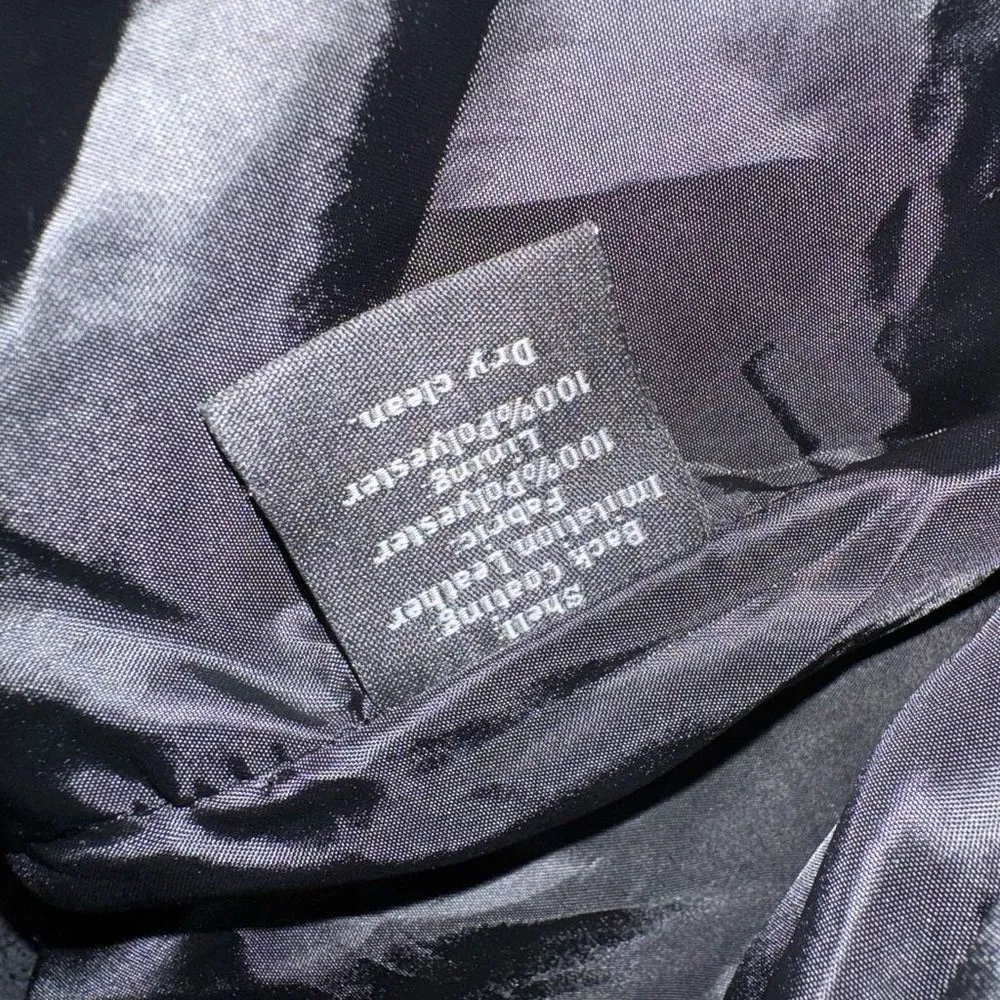 Shell:
Back Coating:
Imitation Leather
Fabric:
100%Polyester
Lining
100%Polyester
Dry clean.